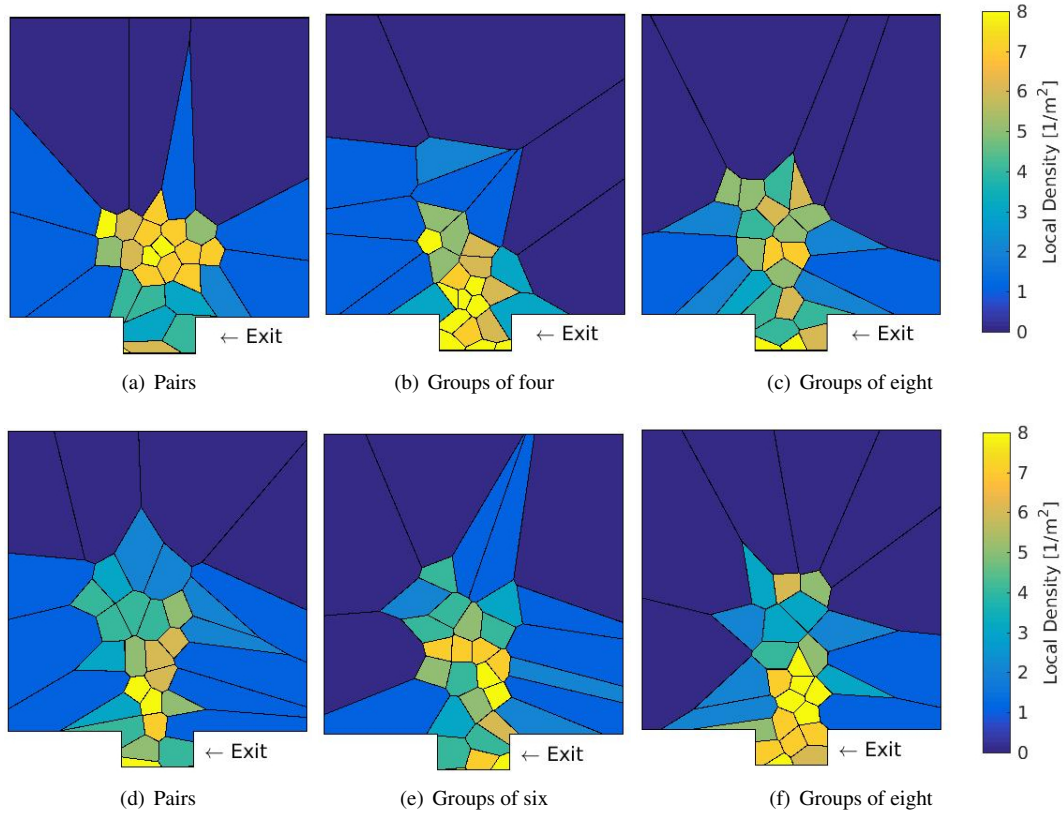 8
7
6
5
4
3
2
1
0
Local Density [1/m²]
← Exit
← Exit
← Exit
(a) Pairs
(b) Groups of four
(c) Groups of eight
8
7
6
5
4
3
2
1
0
Local Density [1/m²]
← Exit
← Exit
← Exit
(d) Pairs
(e) Groups of six
(f) Groups of eight